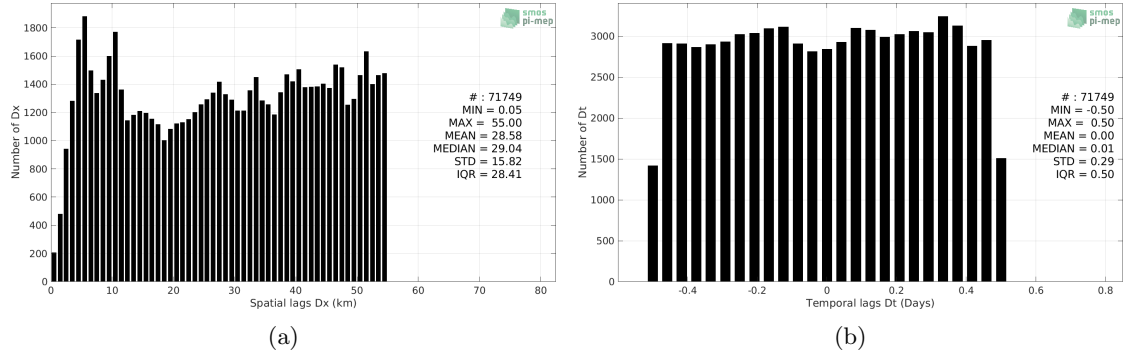 1800
1600
1400
1200
1000
800
600
400
200
0
Number of Dx
0 10 20 30 40 50 60 70 80
Spatial lags Dx (km)
smos
pi-mep
# : 71749
MIN = 0.05
MAX = 55.00
MEAN = 28.58
MEDIAN = 29.04
STD = 15.82
IQR = 28.41
(a)
3000
2500
2000
1500
1000
500
0
Number of Dt
-0.4 -0.2 0 0.2 0.4 0.6 0.8
Temporal lags Dt (Days)
smos
pi-mep
# : 71749
MIN = -0.50
MAX = 0.50
MEAN = 0.00
MEDIAN = 0.01
STD = 0.29
IQR = 0.50
(b)